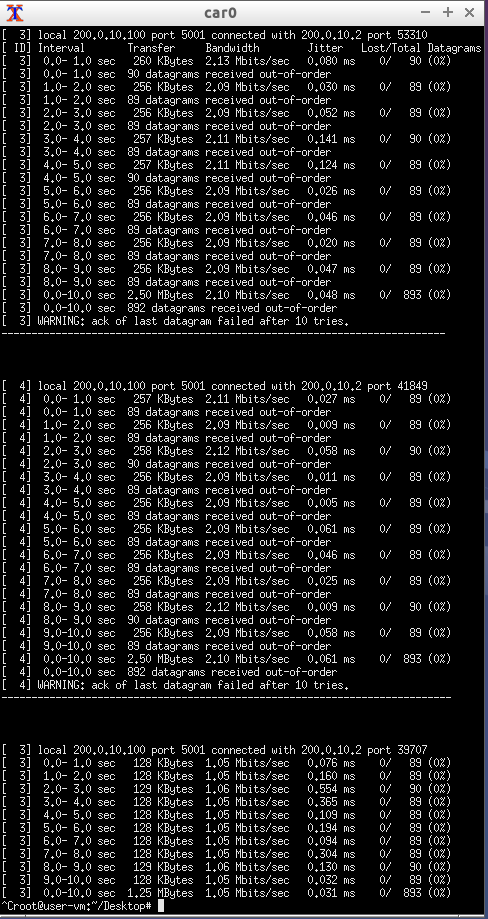 car0
[  3] local 200.0.10.100 port 5001 connected with 200.0.10.2 port 53310
[ ID] Interval       Transfer     Bandwidth       Jitter   Lost/Total Datagrams
[  3]  0.0- 1.0 sec   260 KBytes  2.13 Mbits/sec   0.080 ms    0/   90 (0%)
[  3]  0.0- 1.0 sec  90 datagrams received out-of-order
[  3]  1.0- 2.0 sec   256 KBytes  2.09 Mbits/sec   0.030 ms    0/   89 (0%)
[  3]  1.0- 2.0 sec  89 datagrams received out-of-order
[  3]  2.0- 3.0 sec   256 KBytes  2.09 Mbits/sec   0.052 ms    0/   89 (0%)
[  3]  2.0- 3.0 sec  89 datagrams received out-of-order
[  3]  3.0- 4.0 sec   257 KBytes  2.11 Mbits/sec   0.141 ms    0/   90 (0%)
[  3]  3.0- 4.0 sec  89 datagrams received out-of-order
[  3]  4.0- 5.0 sec   257 KBytes  2.11 Mbits/sec   0.124 ms    0/   89 (0%)
[  3]  4.0- 5.0 sec  90 datagrams received out-of-order
[  3]  5.0- 6.0 sec   256 KBytes  2.09 Mbits/sec   0.026 ms    0/   89 (0%)
[  3]  5.0- 6.0 sec  89 datagrams received out-of-order
[  3]  6.0- 7.0 sec   256 KBytes  2.09 Mbits/sec   0.046 ms    0/   89 (0%)
[  3]  6.0- 7.0 sec  89 datagrams received out-of-order
[  3]  7.0- 8.0 sec   256 KBytes  2.09 Mbits/sec   0.020 ms    0/   89 (0%)
[  3]  7.0- 8.0 sec  89 datagrams received out-of-order
[  3]  8.0- 9.0 sec   256 KBytes  2.09 Mbits/sec   0.047 ms    0/   89 (0%)
[  3]  8.0- 9.0 sec  89 datagrams received out-of-order
[  3]  0.0-10.0 sec  2.50 MBytes  2.10 Mbits/sec   0.048 ms    0/  893 (0%)
[  3]  0.0-10.0 sec  892 datagrams received out-of-order
[  3] WARNING: ack of last datagram failed after 10 tries.
--------------------------------------------------------------------------
[  4] local 200.0.10.100 port 5001 connected with 200.0.10.2 port 41849
[  4]  0.0- 1.0 sec   257 KBytes  2.11 Mbits/sec   0.027 ms    0/   89 (0%)
[  4]  0.0- 1.0 sec  89 datagrams received out-of-order
[  4]  1.0- 2.0 sec   256 KBytes  2.09 Mbits/sec   0.009 ms    0/   89 (0%)
[  4]  1.0- 2.0 sec  89 datagrams received out-of-order
[  4]  2.0- 3.0 sec   258 KBytes  2.12 Mbits/sec   0.058 ms    0/   90 (0%)
[  4]  2.0- 3.0 sec  90 datagrams received out-of-order
[  4]  3.0- 4.0 sec   256 KBytes  2.09 Mbits/sec   0.011 ms    0/   89 (0%)
[  4]  3.0- 4.0 sec  89 datagrams received out-of-order
[  4]  4.0- 5.0 sec   256 KBytes  2.09 Mbits/sec   0.005 ms    0/   89 (0%)
[  4]  4.0- 5.0 sec  89 datagrams received out-of-order
[  4]  5.0- 6.0 sec   256 KBytes  2.09 Mbits/sec   0.061 ms    0/   89 (0%)
[  4]  5.0- 6.0 sec  89 datagrams received out-of-order
[  4]  6.0- 7.0 sec   256 KBytes  2.09 Mbits/sec   0.046 ms    0/   89 (0%)
[  4]  6.0- 7.0 sec  89 datagrams received out-of-order
[  4]  7.0- 8.0 sec   256 KBytes  2.09 Mbits/sec   0.025 ms    0/   89 (0%)
[  4]  7.0- 8.0 sec  89 datagrams received out-of-order
[  4]  8.0- 9.0 sec   258 KBytes  2.12 Mbits/sec   0.009 ms    0/   90 (0%)
[  4]  8.0- 9.0 sec  90 datagrams received out-of-order
[  4]  9.0-10.0 sec   256 KBytes  2.09 Mbits/sec   0.058 ms    0/   89 (0%)
[  4]  9.0-10.0 sec  89 datagrams received out-of-order
[  4]  0.0-10.0 sec  2.50 MBytes  2.10 Mbits/sec   0.061 ms    0/  893 (0%)
[  4]  0.0-10.0 sec  892 datagrams received out-of-order
[  4] WARNING: ack of last datagram failed after 10 tries.
---------------------------------------------------------------------------
[  3] local 200.0.10.100 port 5001 connected with 200.0.10.2 port 39707
[  3]  0.0- 1.0 sec   128 KBytes  1.05 Mbits/sec   0.076 ms    0/   89 (0%)
[  3]  1.0- 2.0 sec   128 KBytes  1.05 Mbits/sec   0.160 ms    0/   89 (0%)
[  3]  2.0- 3.0 sec   129 KBytes  1.06 Mbits/sec   0.554 ms    0/   90 (0%)
[  3]  3.0- 4.0 sec   128 KBytes  1.05 Mbits/sec   0.365 ms    0/   89 (0%)
[  3]  4.0- 5.0 sec   128 KBytes  1.05 Mbits/sec   0.109 ms    0/   89 (0%)
[  3]  5.0- 6.0 sec   128 KBytes  1.05 Mbits/sec   0.194 ms    0/   89 (0%)
[  3]  6.0- 7.0 sec   128 KBytes  1.05 Mbits/sec   0.094 ms    0/   89 (0%)
[  3]  7.0- 8.0 sec   128 KBytes  1.05 Mbits/sec   0.304 ms    0/   89 (0%)
[  3]  8.0- 9.0 sec   129 KBytes  1.06 Mbits/sec   0.130 ms    0/   90 (0%)
[  3]  9.0-10.0 sec   128 KBytes  1.05 Mbits/sec   0.032 ms    0/   89 (0%)
[  3]  0.0-10.0 sec  1.25 MBytes  1.05 Mbits/sec   0.031 ms    0/  893 (0%)
^Croot@user-vm:~/Desktop#